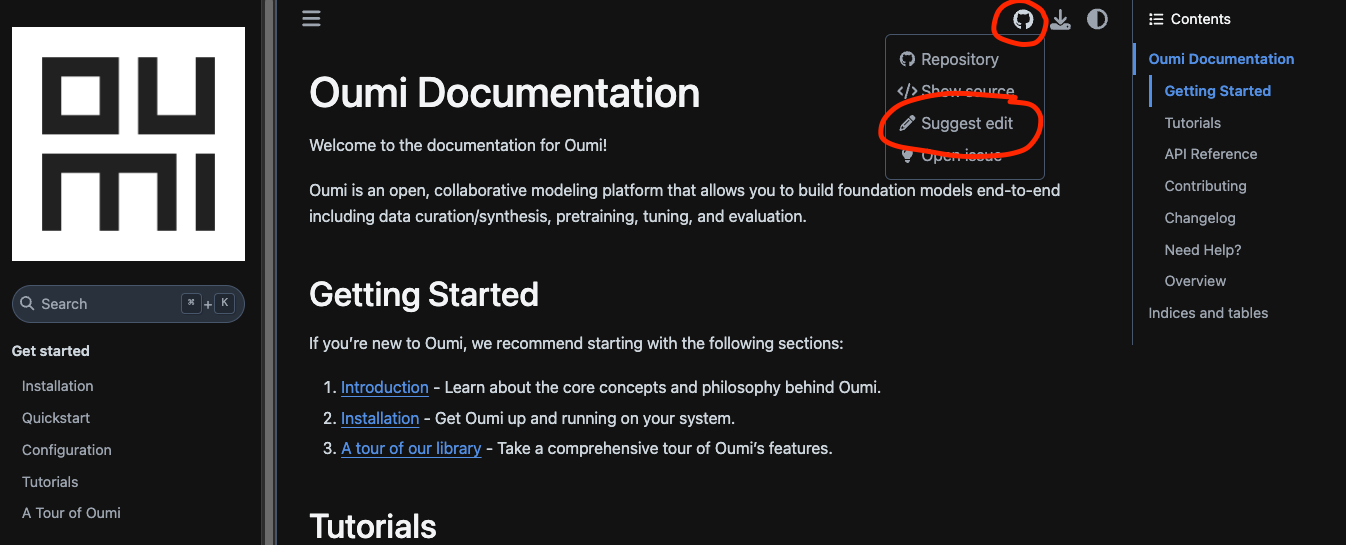 OUMI
Search ⌘ + K
Get started
Installation
Quickstart
Configuration
Tutorials
A Tour of Oumi
Repository
Show source
Suggest edit
Open issue
Oumi Documentation
Welcome to the documentation for Oumi!
Oumi is an open, collaborative modeling platform that allows you to build foundation models end-to-end
including data curation/synthesis, pretraining, tuning, and evaluation.
Getting Started
If you’re new to Oumi, we recommend starting with the following sections:
1. Introduction - Learn about the core concepts and philosophy behind Oumi.
2. Installation - Get Oumi up and running on your system.
3. A tour of our library - Take a comprehensive tour of Oumi’s features.
Tutorials
Contents
Oumi Documentation
Getting Started
Tutorials
API Reference
Contributing
Changelog
Need Help?
Overview
Indices and tables